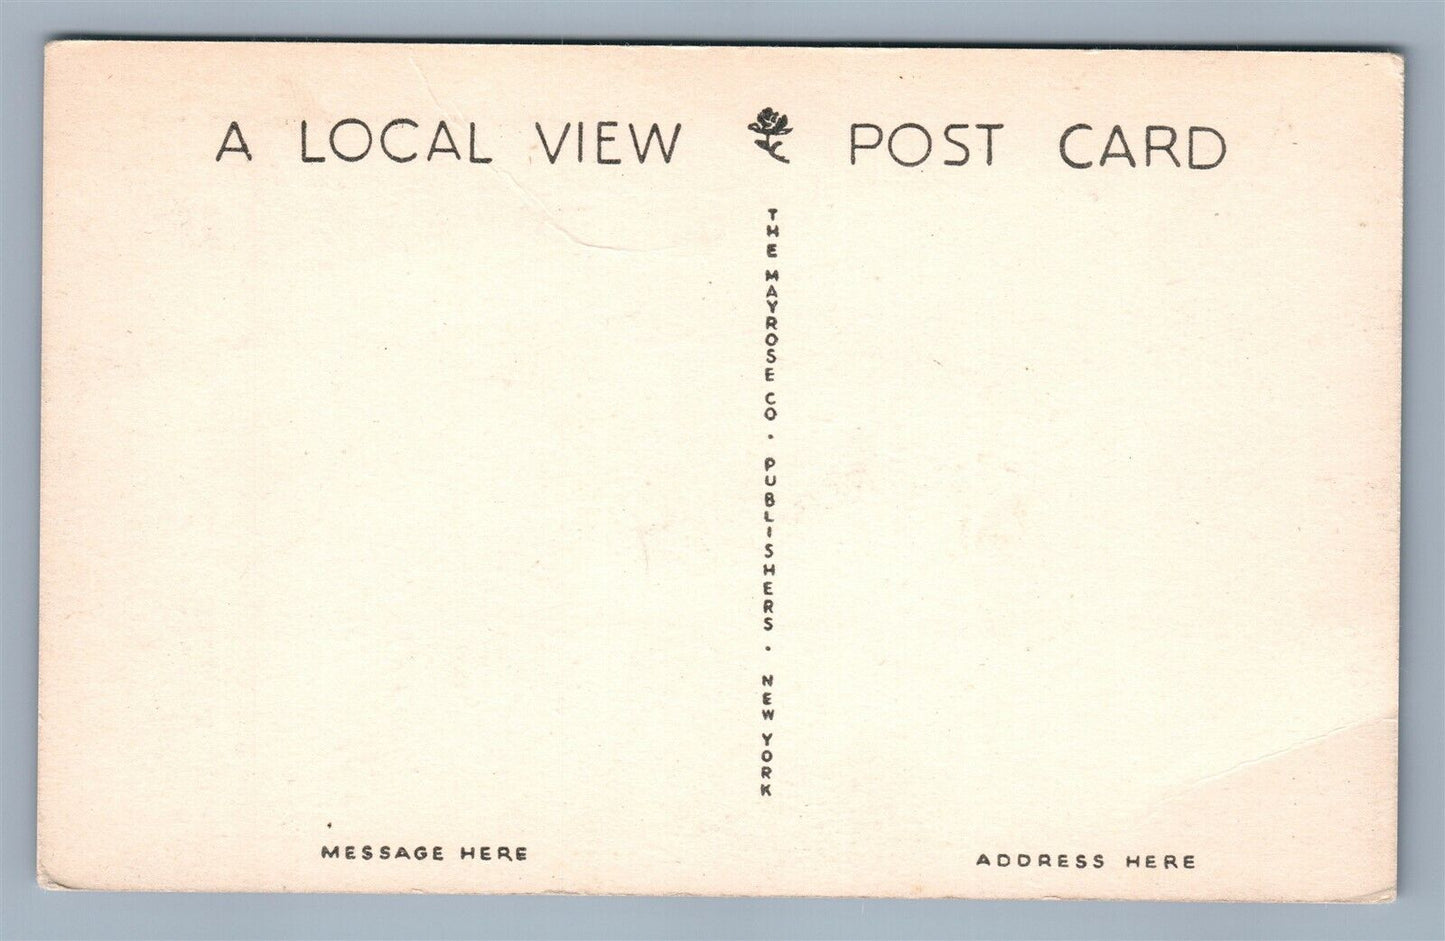 A LOCAL VIEW POST CARD
THE MAYROSE CO. PUBLISHERS. NEW YORK
MESSAGE HERE
ADDRESS HERE